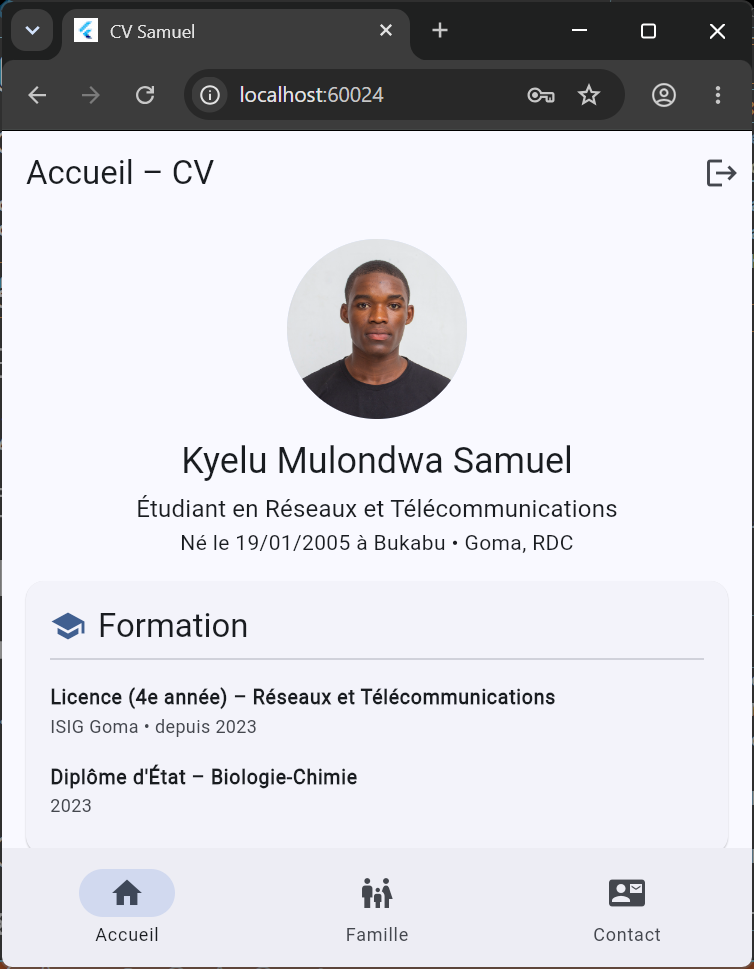 CV Samuel
localhost:60024
Accueil – CV
Kyelu Mulondwa Samuel
Étudiant en Réseaux et Télécommunications
Né le 19/01/2005 à Bukabu • Goma, RDC
Formation
Licence (4e année) – Réseaux et Télécommunications
ISIG Goma • depuis 2023
Diplôme d'État – Biologie-Chimie
2023
Accueil
Famille
Contact